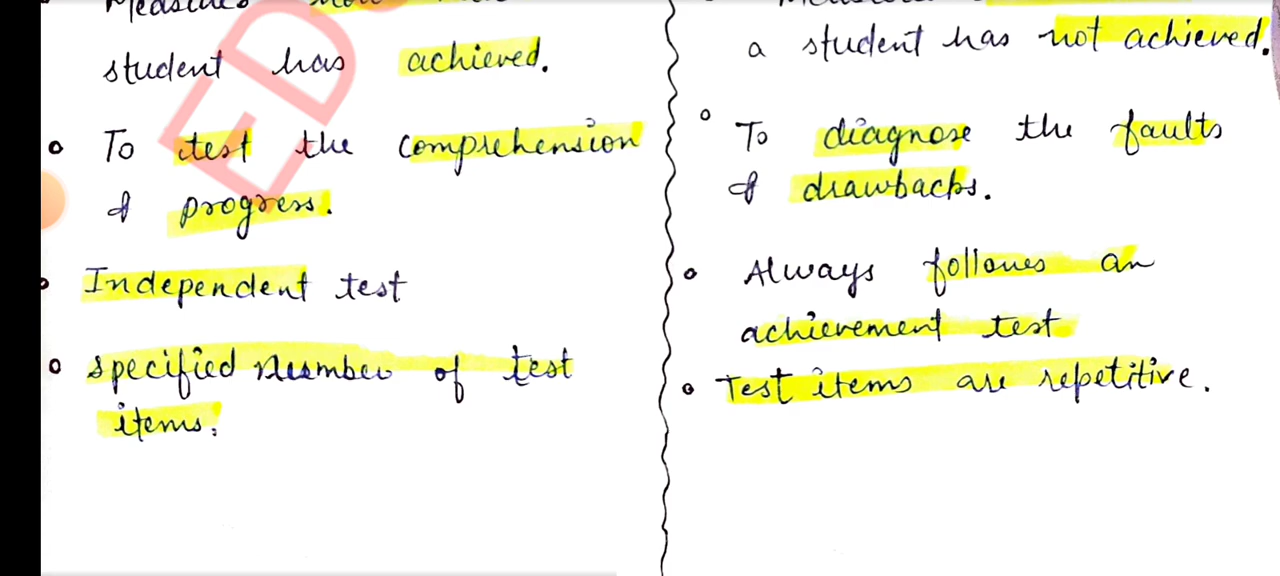 student has achieved.
o To test the comprehension
& progress.
o Independent test
o specified number of test
items.
a student has not achieved.
o To diagnose the faults
& drawbacks.
o Always follows an
achievement test
o Test items are repetitive.
ED